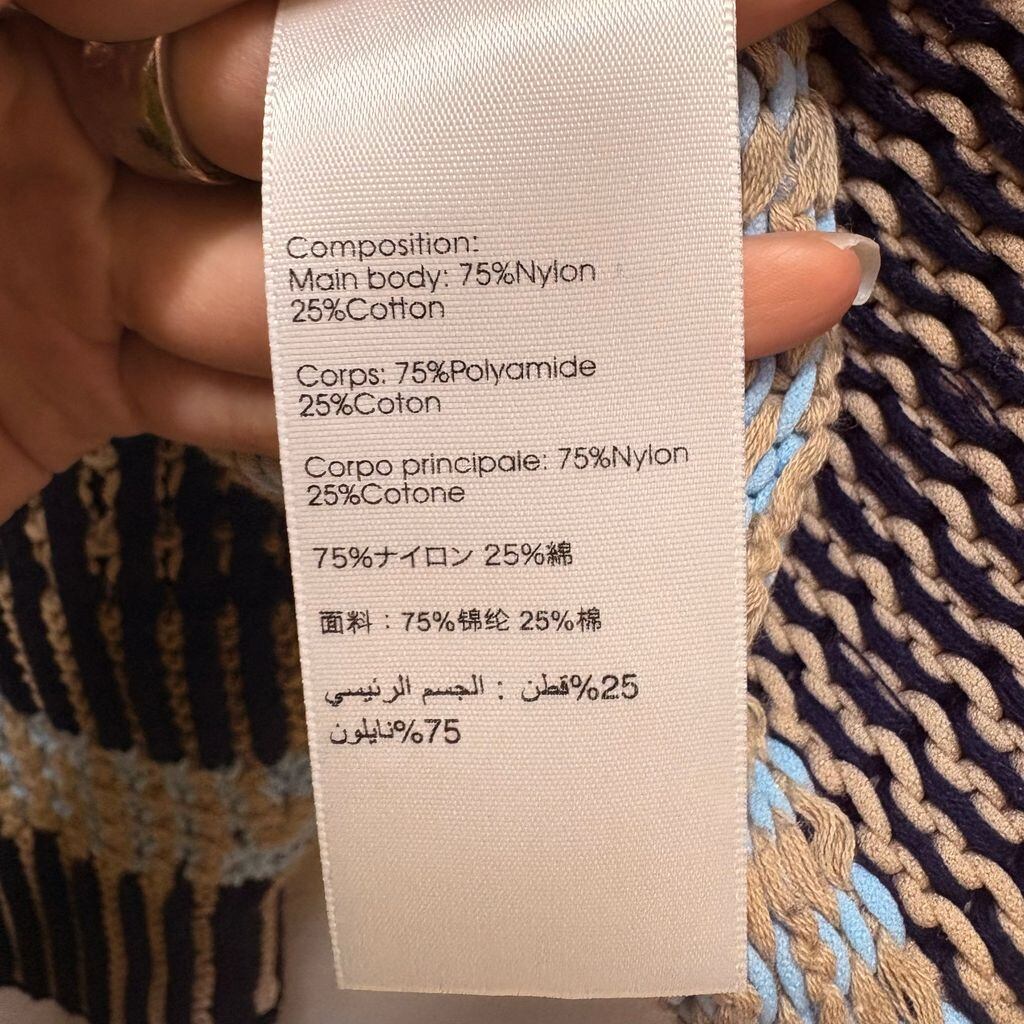 Composition:
Main body: 75%Nylon
25%Cotton
Corps: 75%Polyamide
25%Coton
Corpo principale: 75%Nylon
25%Cotone
75%ナイロン 25%綿
面料：75%锦纶 25%棉
الجسم الرئيسي : قطن%25
نايلون%75